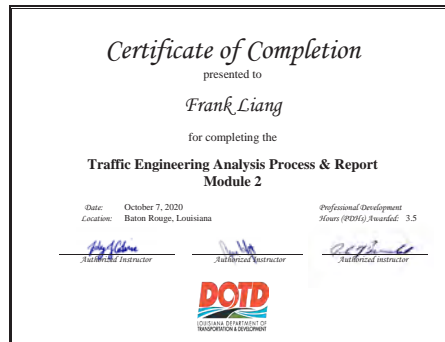 Certificate of Completion
presented to
Frank Liang
for completing the
Traffic Engineering Analysis Process & Report
Module 2
Date: October 7, 2020
Location: Baton Rouge, Louisiana
Professional Development
Hours (PDHs) Awarded: 3.5
Authorized Instructor
Authorized Instructor
Authorized instructor
DOTD
LOUISIANA DEPARTMENT OF
TRANSPORTATION & DEVELOPMENT